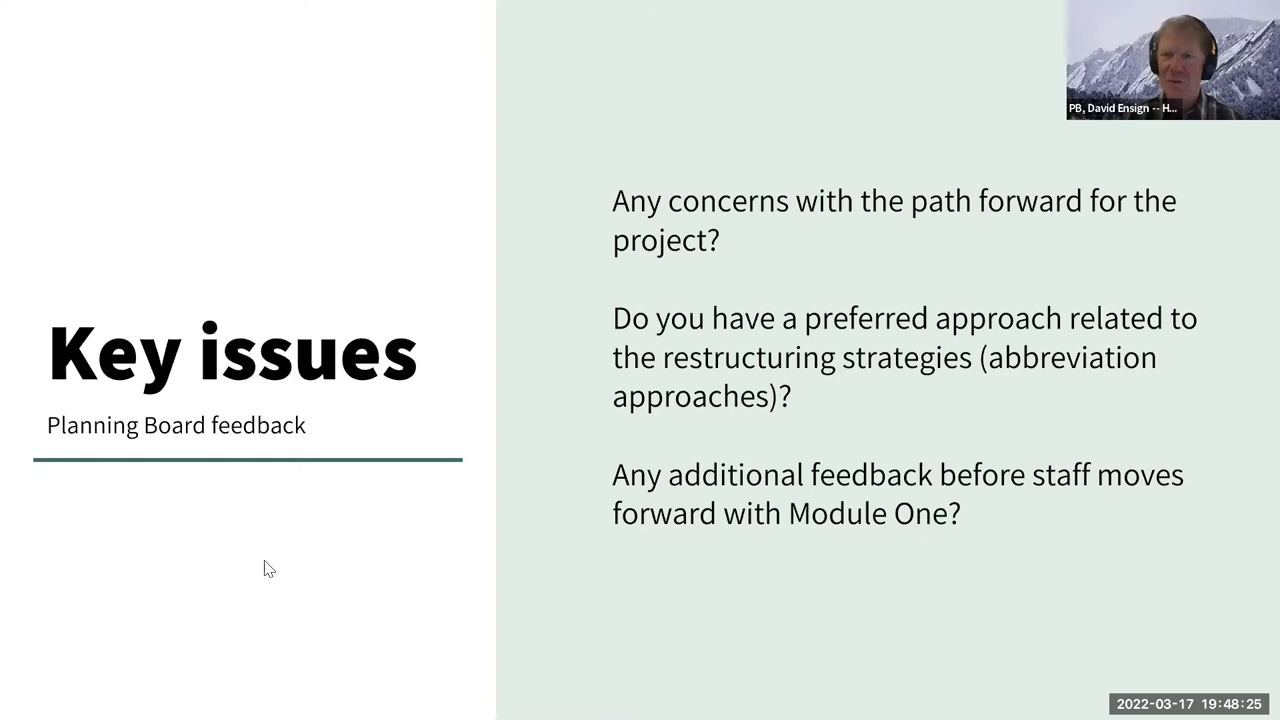 PB, David Ensign -- H...
Any concerns with the path forward for the
project?
Do you have a preferred approach related to
the restructuring strategies (abbreviation
approaches)?
Key issues
Planning Board feedback
Any additional feedback before staff moves
forward with Module One?
2022-03-17 19:48:25